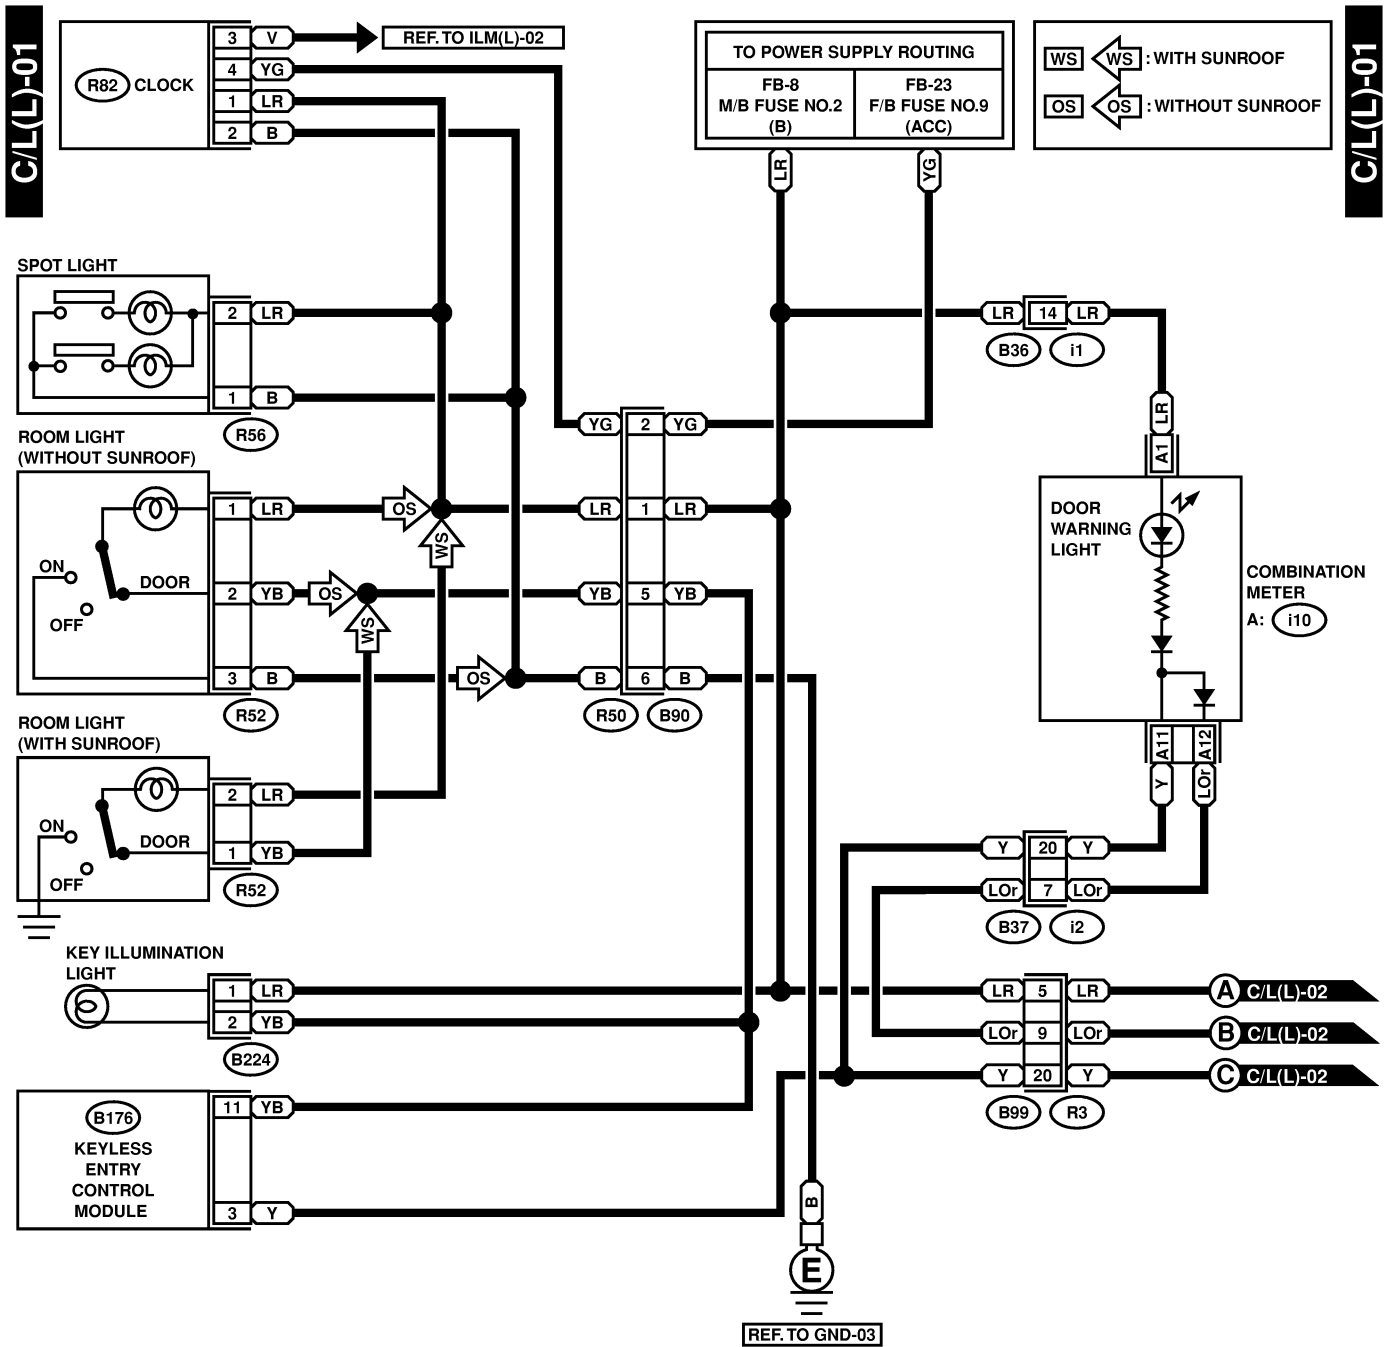 C/L(L)-01
C/L(L)-01
R82 CLOCK
3 V
REF. TO ILM(L)-02
4 YG
1 LR
2 B
TO POWER SUPPLY ROUTING
FB-8
M/B FUSE NO.2
(B)
FB-23
F/B FUSE NO.9
(ACC)
LR
YG
WS WS : WITH SUNROOF
OS OS : WITHOUT SUNROOF
SPOT LIGHT
2 LR
1 B
R56
LR 14 LR
B36 i1
LR
A1
ROOM LIGHT
(WITHOUT SUNROOF)
YG 2 YG
1 LR
OS
LR 1 LR
WS
ON
DOOR
OFF
2 YB
OS
YB 5 YB
WS
3 B
OS
B 6 B
R52
R50 B90
DOOR
WARNING
LIGHT
COMBINATION
METER
A: i10
A11
A12
Y
LOr
ROOM LIGHT
(WITH SUNROOF)
2 LR
ON
DOOR
OFF
1 YB
R52
Y 20 Y
LOr 7 LOr
B37 i2
KEY ILLUMINATION
LIGHT
1 LR
2 YB
B224
LR 5 LR
A C/L(L)-02
LOr 9 LOr
B C/L(L)-02
Y 20 Y
C C/L(L)-02
B99 R3
B176
KEYLESS
ENTRY
CONTROL
MODULE
11 YB
3 Y
B
E
REF. TO GND-03